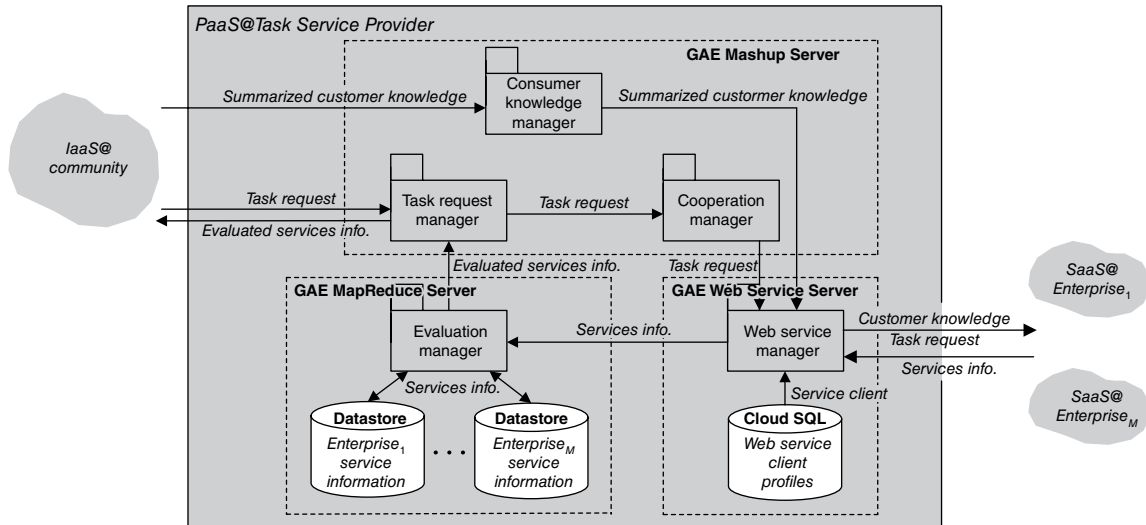 PaaS@Task Service Provider
GAE Mashup Server
Consumer
knowledge
manager
Summarized customer knowledge
Summarized custormer knowledge
IaaS@
community
Task request
Evaluated services info.
Task request
manager
Task request
Cooperation
manager
Evaluated services info.
Task request
GAE MapReduce Server
GAE Web Service Server
SaaS@
Enterprise1
Evaluation
manager
Services info.
Web service
manager
Customer knowledge
Task request
Services info.
Services info.
Service client
SaaS@
EnterpriseM
Datastore
Enterprise1
service
information
• • •
Datastore
EnterpriseM
service
information
Cloud SQL
Web service
client
profiles